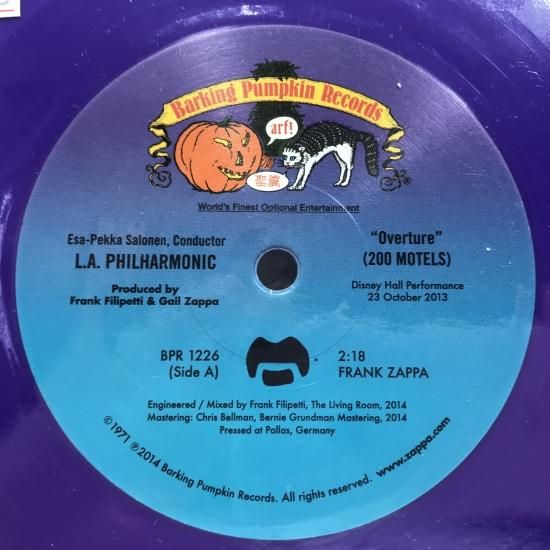 Barking Pumpkin Records
arf!
聖糞
®
World's Finest Optional Entertainment
Esa-Pekka Salonen, Conductor
L.A. PHILHARMONIC
Produced by
Frank Filipetti & Gail Zappa
"Overture"
(200 MOTELS)
Disney Hall Performance
23 October 2013
BPR 1226
(Side A)
2:18
FRANK ZAPPA
Engineered / Mixed by Frank Filipetti, The Living Room, 2014
Mastering: Chris Bellman, Bernie Grundman Mastering, 2014
Pressed at Pallas, Germany
©1971 ℗2014 Barking Pumpkin Records. All rights reserved. www.zappa.com